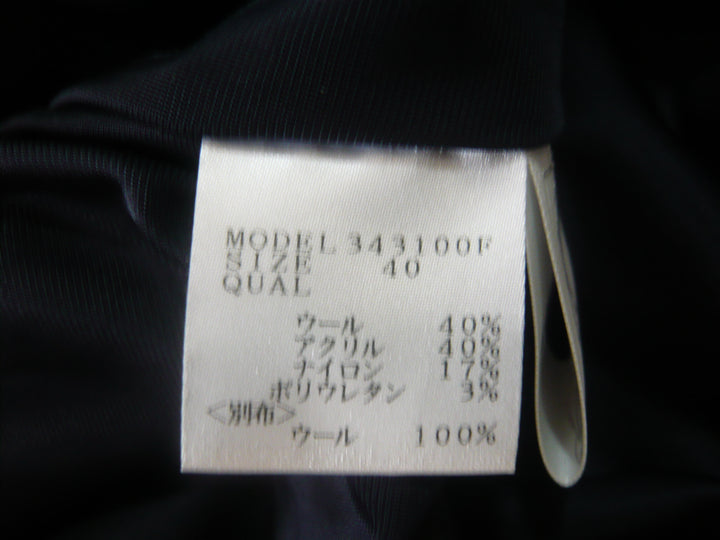 MODEL 343100F
SIZE 40
QUAL
ウール 40%
アクリル 40%
ナイロン 17%
ポリウレタン 3%
<別布>
ウール 100%